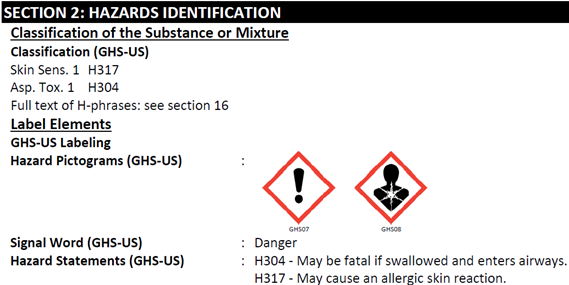 SECTION 2: HAZARDS IDENTIFICATION
Classification of the Substance or Mixture
Classification (GHS-US)
Skin Sens. 1 H317
Asp. Tox. 1 H304
Full text of H-phrases: see section 16
Label Elements
GHS-US Labeling
Hazard Pictograms (GHS-US) :
GHS07 GHS08
Signal Word (GHS-US) : Danger
Hazard Statements (GHS-US) : H304 - May be fatal if swallowed and enters airways.
H317 - May cause an allergic skin reaction.